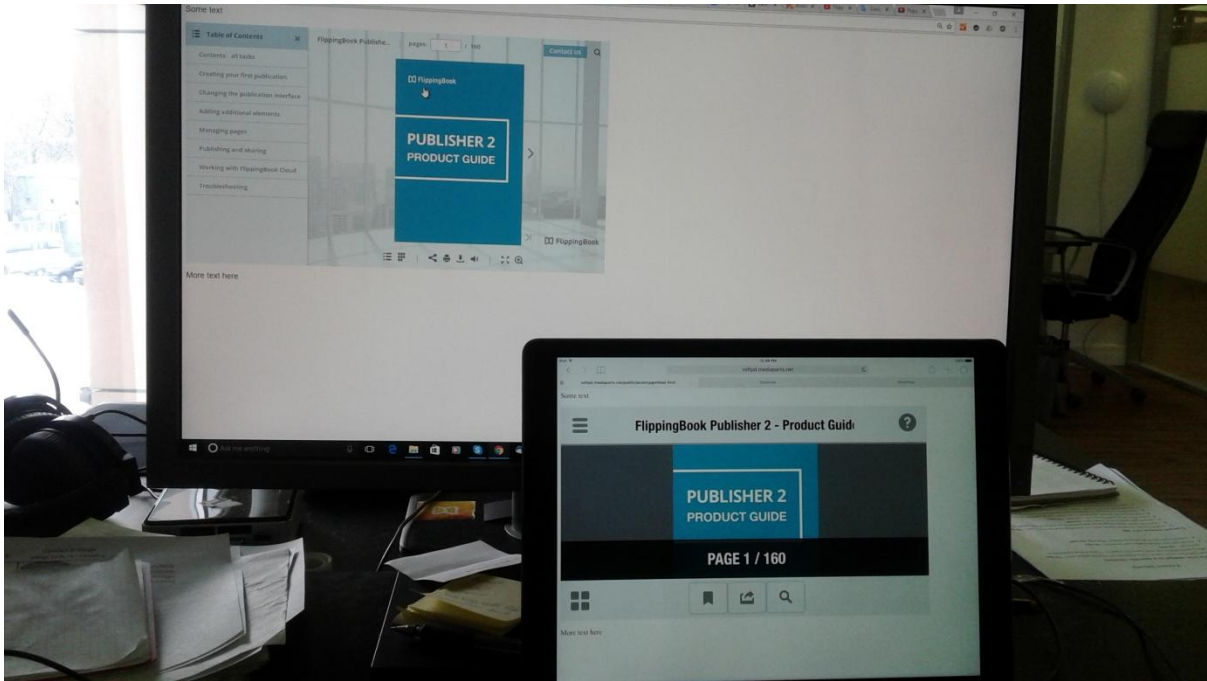 Some text
Table of Contents
Contents - all tasks
Creating your first publication
Changing the publication interface
Adding additional elements
Managing pages
Publishing and sharing
Working with FlippingBook Cloud
Troubleshooting
FlippingBook Publishe...
pages: 1 / 160
Contact us
FlippingBook
PUBLISHER 2
PRODUCT GUIDE
FlippingBook
More text here
Ask me anything
Some text
FlippingBook Publisher 2 - Product Guid
PUBLISHER 2
PRODUCT GUIDE
PAGE 1 / 160
More text here